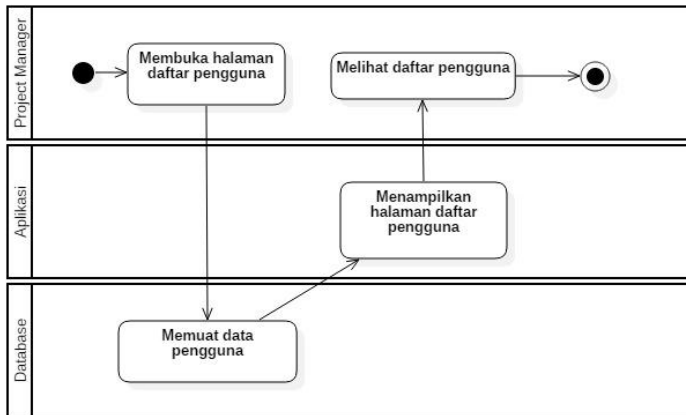 Project Manager
Membuka halaman
daftar pengguna
Melihat daftar pengguna
Aplikasi
Menampilkan
halaman daftar
pengguna
Database
Memuat data
pengguna